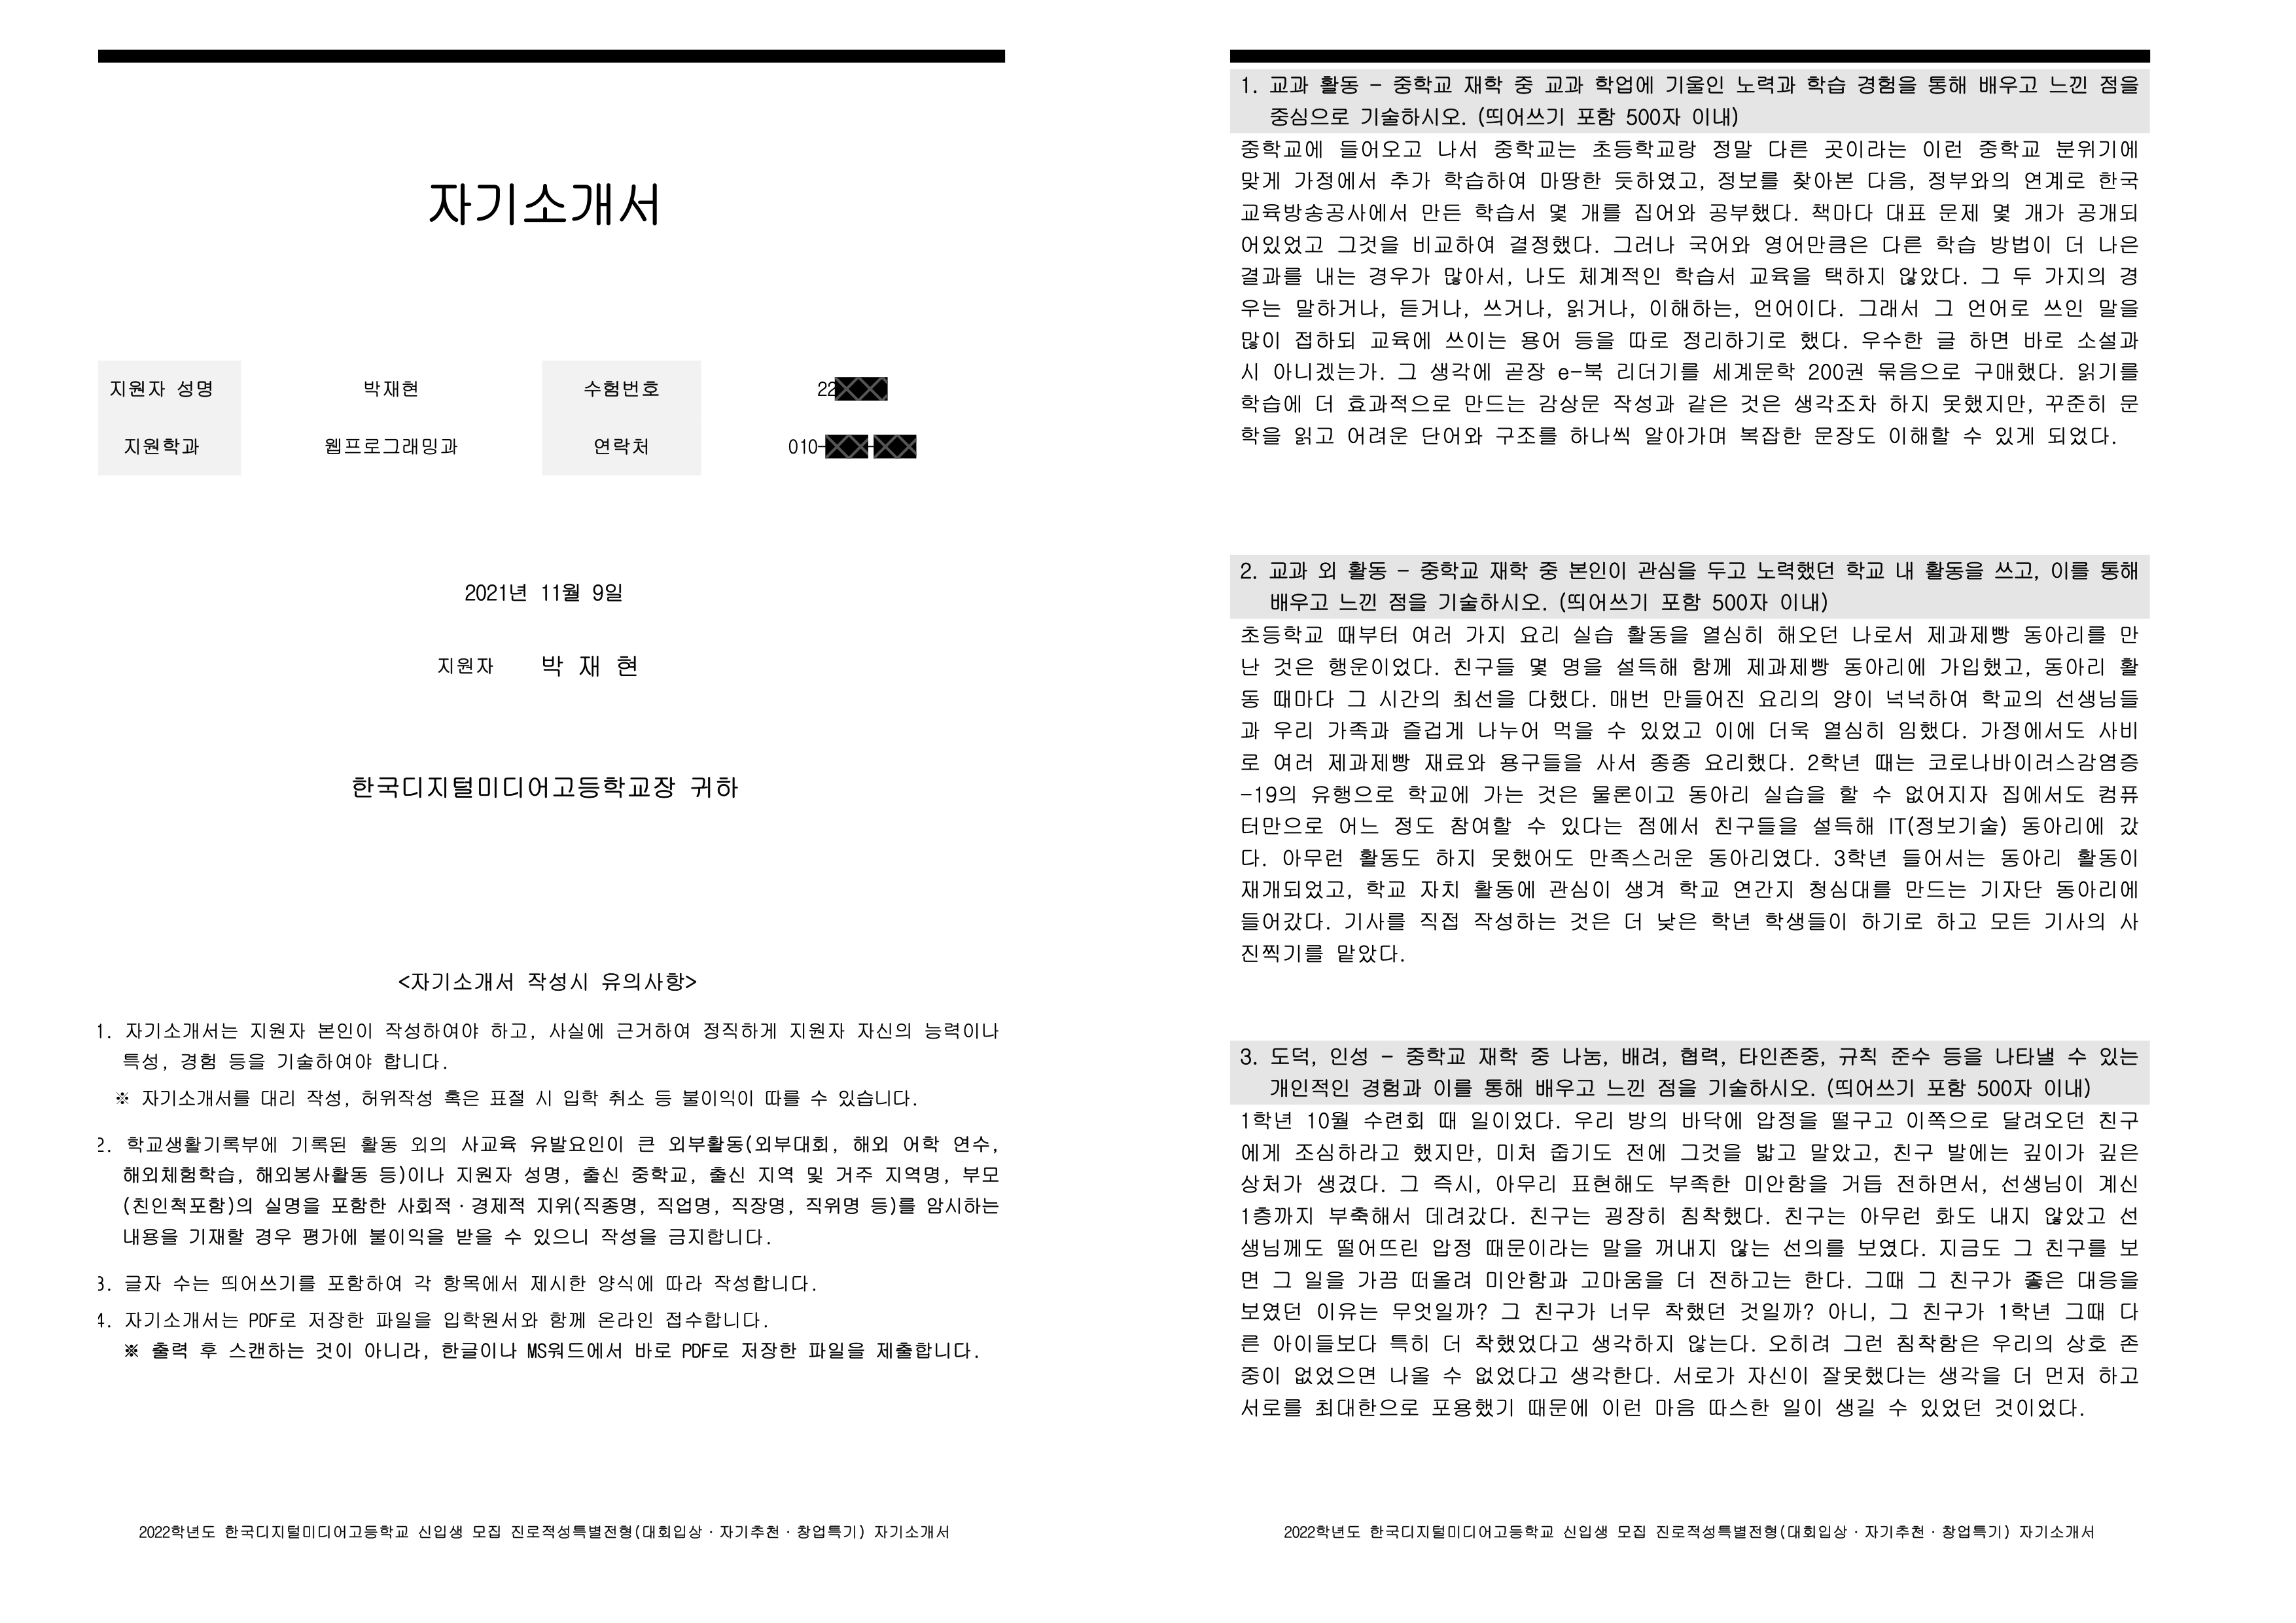 자기소개서
지원자 성명 박재현 수험번호 22
지원학과 웹프로그래밍과 연락처 010- -
2021년 11월 9일
지원자 박 재 현
한국디지털미디어고등학교장 귀하
<자기소개서 작성시 유의사항>
1. 자기소개서는 지원자 본인이 작성하여야 하고, 사실에 근거하여 정직하게 지원자 자신의 능력이나
특성, 경험 등을 기술하여야 합니다.
※ 자기소개서를 대리 작성, 허위작성 혹은 표절 시 입학 취소 등 불이익이 따를 수 있습니다.
2. 학교생활기록부에 기록된 활동 외의 사교육 유발요인이 큰 외부활동(외부대회, 해외 어학 연수,
해외체험학습, 해외봉사활동 등)이나 지원자 성명, 출신 중학교, 출신 지역 및 거주 지역명, 부모
(친인척포함)의 실명을 포함한 사회적·경제적 지위(직종명, 직업명, 직장명, 직위명 등)를 암시하는
내용을 기재할 경우 평가에 불이익을 받을 수 있으니 작성을 금지합니다.
3. 글자 수는 띄어쓰기를 포함하여 각 항목에서 제시한 양식에 따라 작성합니다.
4. 자기소개서는 PDF로 저장한 파일을 입학원서와 함께 온라인 접수합니다.
※ 출력 후 스캔하는 것이 아니라, 한글이나 MS워드에서 바로 PDF로 저장한 파일을 제출합니다.
2022학년도 한국디지털미디어고등학교 신입생 모집 진로적성특별전형(대회입상·자기추천·창업특기) 자기소개서
1. 교과 활동 - 중학교 재학 중 교과 학업에 기울인 노력과 학습 경험을 통해 배우고 느낀 점을
중심으로 기술하시오. (띄어쓰기 포함 500자 이내)
중학교에 들어오고 나서 중학교는 초등학교랑 정말 다른 곳이라는 이런 중학교 분위기에
맞게 가정에서 추가 학습하여 마땅한 듯하였고, 정보를 찾아본 다음, 정부와의 연계로 한국
교육방송공사에서 만든 학습서 몇 개를 집어와 공부했다. 책마다 대표 문제 몇 개가 공개되
어있었고 그것을 비교하여 결정했다. 그러나 국어와 영어만큼은 다른 학습 방법이 더 나은
결과를 내는 경우가 많아서, 나도 체계적인 학습서 교육을 택하지 않았다. 그 두 가지의 경
우는 말하거나, 듣거나, 쓰거나, 읽거나, 이해하는, 언어이다. 그래서 그 언어로 쓰인 말을
많이 접하되 교육에 쓰이는 용어 등을 따로 정리하기로 했다. 우수한 글 하면 바로 소설과
시 아니겠는가. 그 생각에 곧장 e-북 리더기를 세계문학 200권 묶음으로 구매했다. 읽기를
학습에 더 효과적으로 만드는 감상문 작성과 같은 것은 생각조차 하지 못했지만, 꾸준히 문
학을 읽고 어려운 단어와 구조를 하나씩 알아가며 복잡한 문장도 이해할 수 있게 되었다.
2. 교과 외 활동 - 중학교 재학 중 본인이 관심을 두고 노력했던 학교 내 활동을 쓰고, 이를 통해
배우고 느낀 점을 기술하시오. (띄어쓰기 포함 500자 이내)
초등학교 때부터 여러 가지 요리 실습 활동을 열심히 해오던 나로서 제과제빵 동아리를 만
난 것은 행운이었다. 친구들 몇 명을 설득해 함께 제과제빵 동아리에 가입했고, 동아리 활
동 때마다 그 시간의 최선을 다했다. 매번 만들어진 요리의 양이 넉넉하여 학교의 선생님들
과 우리 가족과 즐겁게 나누어 먹을 수 있었고 이에 더욱 열심히 임했다. 가정에서도 사비
로 여러 제과제빵 재료와 용구들을 사서 종종 요리했다. 2학년 때는 코로나바이러스감염증
-19의 유행으로 학교에 가는 것은 물론이고 동아리 실습을 할 수 없어지자 집에서도 컴퓨
터만으로 어느 정도 참여할 수 있다는 점에서 친구들을 설득해 IT(정보기술) 동아리에 갔
다. 아무런 활동도 하지 못했어도 만족스러운 동아리였다. 3학년 들어서는 동아리 활동이
재개되었고, 학교 자치 활동에 관심이 생겨 학교 연간지 청심대를 만드는 기자단 동아리에
들어갔다. 기사를 직접 작성하는 것은 더 낮은 학년 학생들이 하기로 하고 모든 기사의 사
진찍기를 맡았다.
3. 도덕, 인성 - 중학교 재학 중 나눔, 배려, 협력, 타인존중, 규칙 준수 등을 나타낼 수 있는
개인적인 경험과 이를 통해 배우고 느낀 점을 기술하시오. (띄어쓰기 포함 500자 이내)
1학년 10월 수련회 때 일이었다. 우리 방의 바닥에 압정을 떨구고 이쪽으로 달려오던 친구
에게 조심하라고 했지만, 미처 줍기도 전에 그것을 밟고 말았고, 친구 발에는 깊이가 깊은
상처가 생겼다. 그 즉시, 아무리 표현해도 부족한 미안함을 거듭 전하면서, 선생님이 계신
1층까지 부축해서 데려갔다. 친구는 굉장히 침착했다. 친구는 아무런 화도 내지 않았고 선
생님께도 떨어뜨린 압정 때문이라는 말을 꺼내지 않는 선의를 보였다. 지금도 그 친구를 보
면 그 일을 가끔 떠올려 미안함과 고마움을 더 전하고는 한다. 그때 그 친구가 좋은 대응을
보였던 이유는 무엇일까? 그 친구가 너무 착했던 것일까? 아니, 그 친구가 1학년 그때 다
른 아이들보다 특히 더 착했었다고 생각하지 않는다. 오히려 그런 침착함은 우리의 상호 존
중이 없었으면 나올 수 없었다고 생각한다. 서로가 자신이 잘못했다는 생각을 더 먼저 하고
서로를 최대한으로 포용했기 때문에 이런 마음 따스한 일이 생길 수 있었던 것이었다.
2022학년도 한국디지털미디어고등학교 신입생 모집 진로적성특별전형(대회입상·자기추천·창업특기) 자기소개서